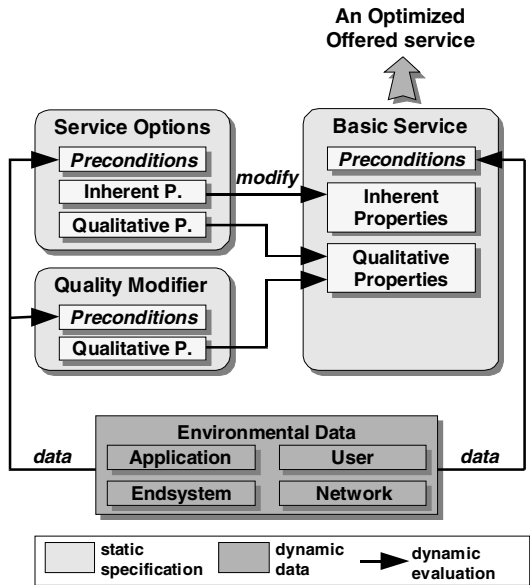 An Optimized
Offered service
Service Options
Preconditions
Inherent P.
Qualitative P.
modify
Basic Service
Preconditions
Inherent
Properties
Qualitative
Properties
Quality Modifier
Preconditions
Qualitative P.
Environmental Data
Application
User
Endsystem
Network
data
data
static
specification
dynamic
data
dynamic
evaluation